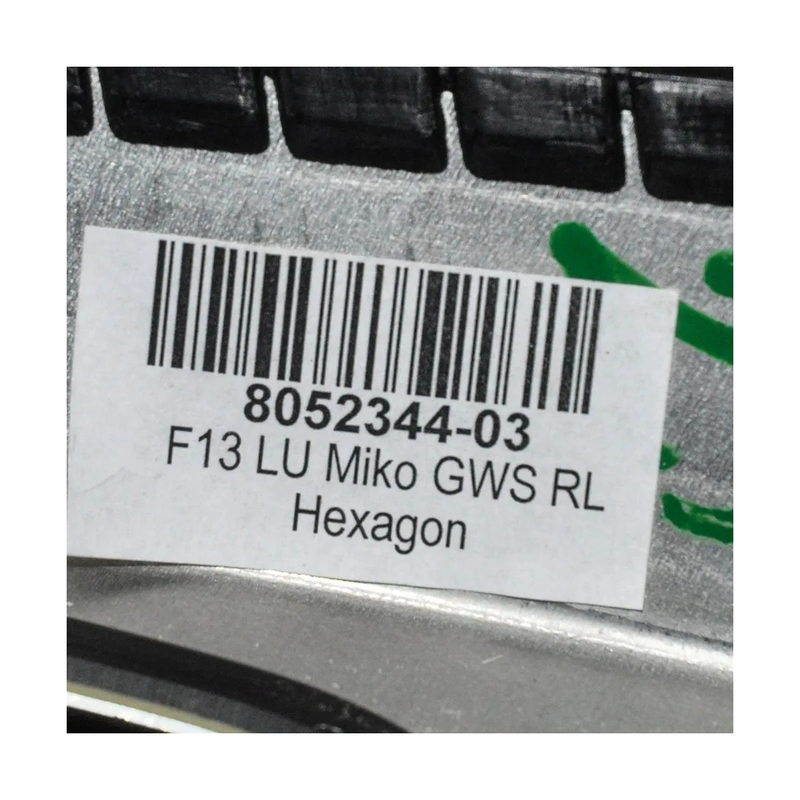 8052344-03
F13 LU Miko GWS RL
Hexagon